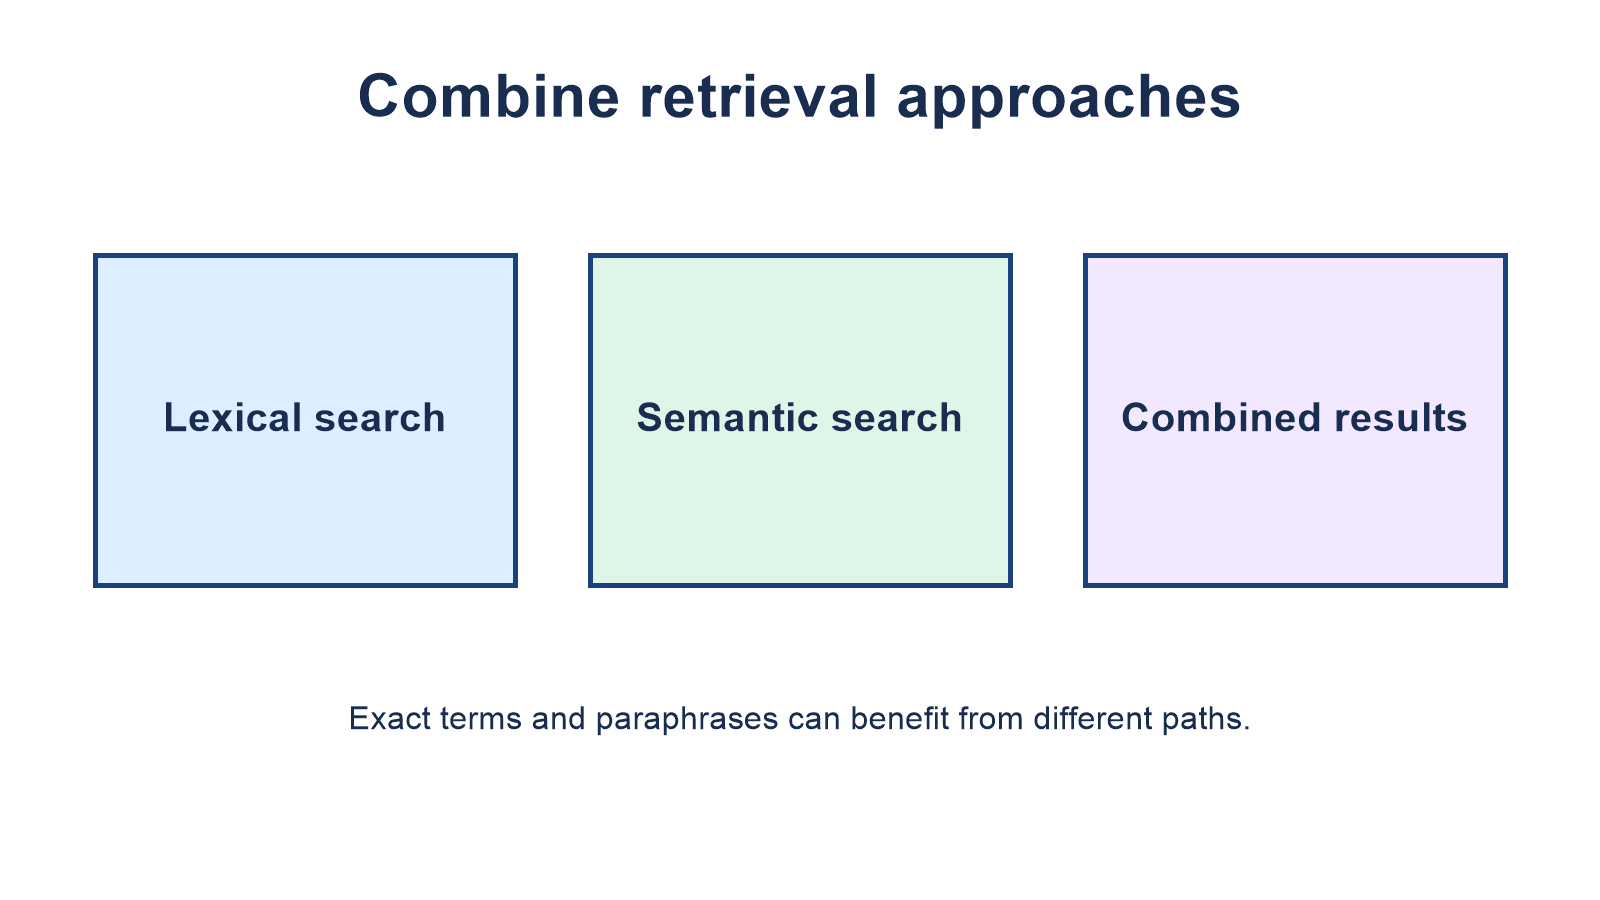 Combine retrieval approaches
Lexical search
Semantic search
Combined results
Exact terms and paraphrases can benefit from different paths.